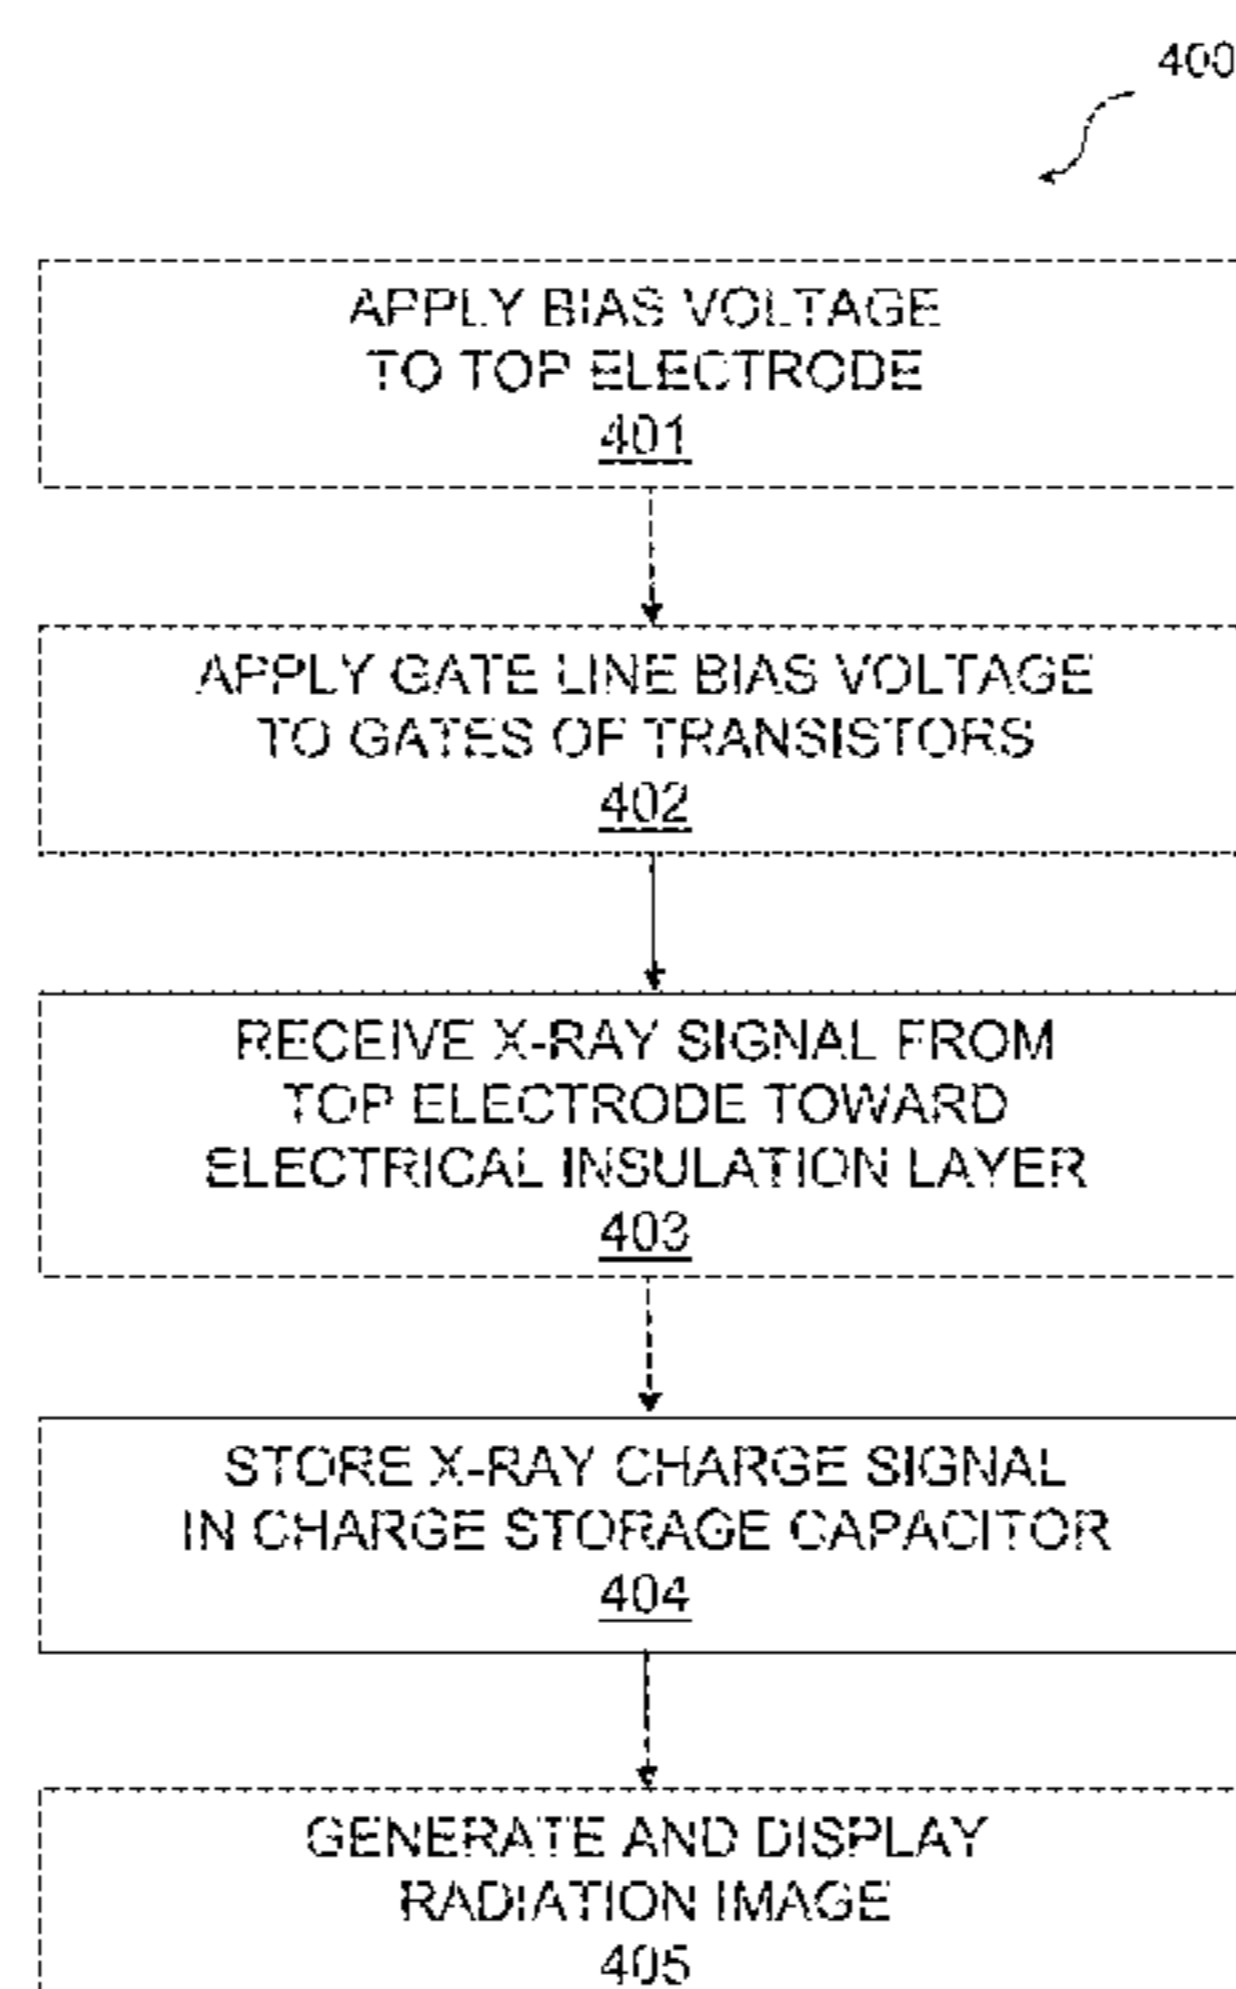 400
APPLY BIAS VOLTAGE
TO TOP ELECTRODE
401
APPLY GATE LINE BIAS VOLTAGE
TO GATES OF TRANSISTORS
402
RECEIVE X-RAY SIGNAL FROM
TOP ELECTRODE TOWARD
ELECTRICAL INSULATION LAYER
403
STORE X-RAY CHARGE SIGNAL
IN CHARGE STORAGE CAPACITOR
404
GENERATE AND DISPLAY
RADIATION IMAGE
405